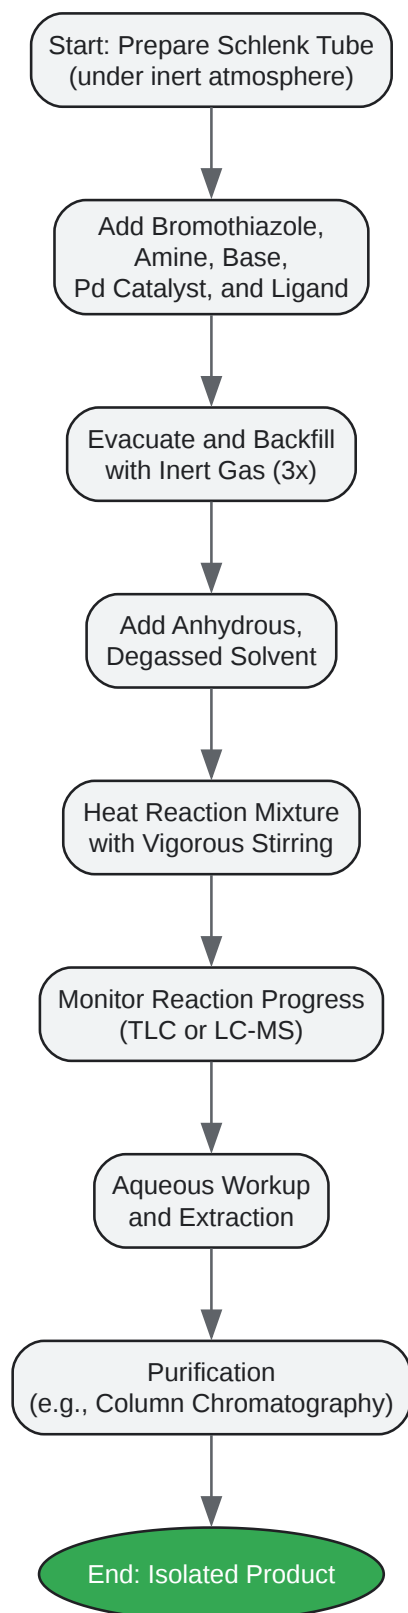 Start: Prepare Schlenk Tube
(under inert atmosphere)
Add Bromothiazole,
Amine, Base,
Pd Catalyst, and Ligand
Evacuate and Backfill
with Inert Gas (3x)
Add Anhydrous,
Degassed Solvent
Heat Reaction Mixture
with Vigorous Stirring
Monitor Reaction Progress
(TLC or LC-MS)
Aqueous Workup
and Extraction
Purification
(e.g., Column Chromatography)
End: Isolated Product